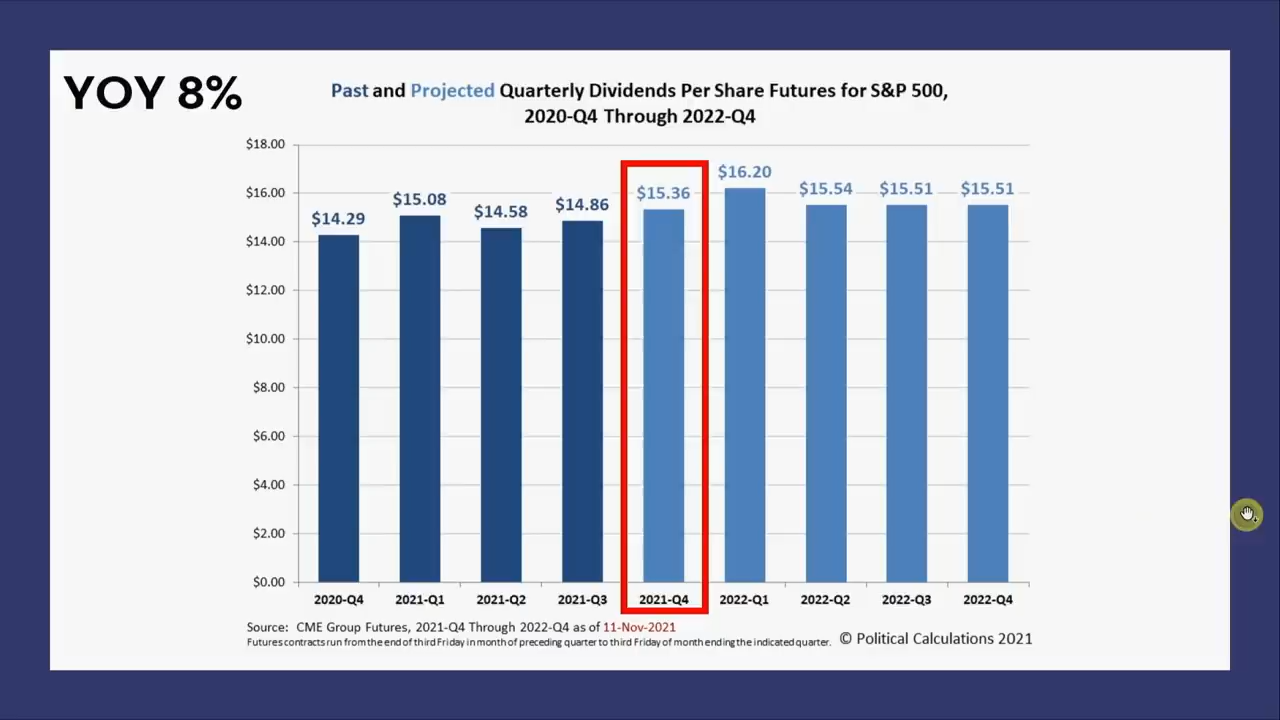 YOY 8%
Past and Projected Quarterly Dividends Per Share Futures for S&P 500,
2020-Q4 Through 2022-Q4
$18.00
$16.00
$14.00
$12.00
$10.00
$8.00
$6.00
$4.00
$2.00
$0.00
$14.29
$15.08
$14.58
$14.86
$15.36
$16.20
$15.54
$15.51
$15.51
2020-Q4 2021-Q1 2021-Q2 2021-Q3 2021-Q4 2022-Q1 2022-Q2 2022-Q3 2022-Q4
Source: CME Group Futures, 2021-Q4 Through 2022-Q4 as of 11-Nov-2021
Futures contracts run from the end of third Friday in month of preceding quarter to third Friday of month ending the indicated quarter.
© Political Calculations 2021